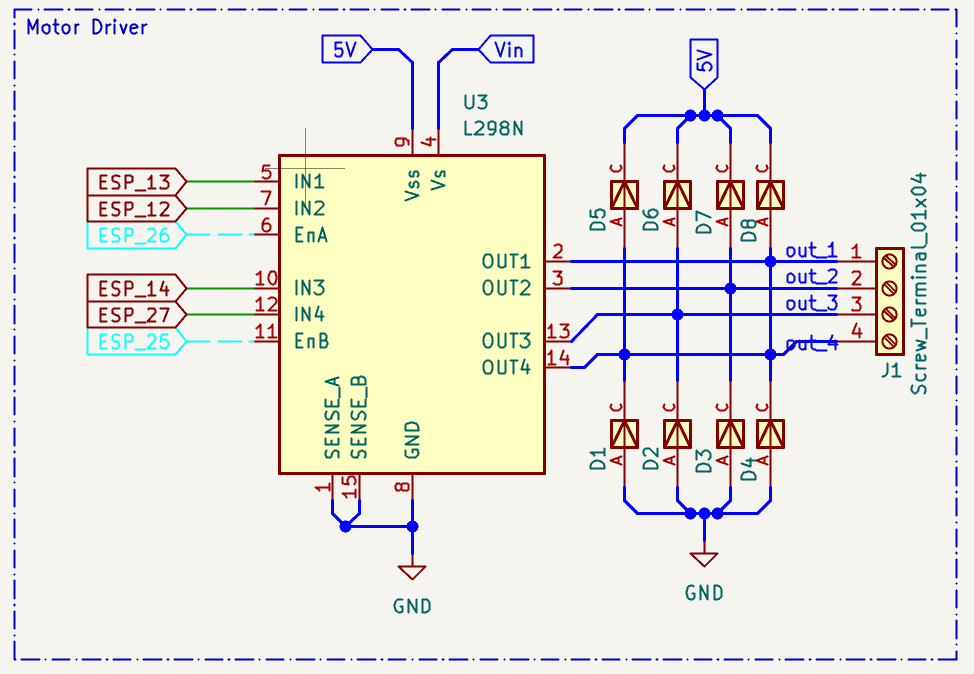 Motor Driver
5V
Vin
5V
U3
L298N
9
4
Vss
Vs
ESP_13
5
IN1
ESP_12
7
IN2
ESP_26
6
EnA
ESP_14
10
IN3
ESP_27
12
IN4
ESP_25
11
EnB
OUT1
2
OUT2
3
OUT3
13
OUT4
14
SENSE_A
SENSE_B
GND
1
15
8
GND
C
C
C
C
D5
D6
D7
D8
A
A
A
A
out_1
1
out_2
2
out_3
3
out_4
4
J1
Screw_Terminal_01x04
C
C
C
C
D1
D2
D3
D4
A
A
A
A
GND